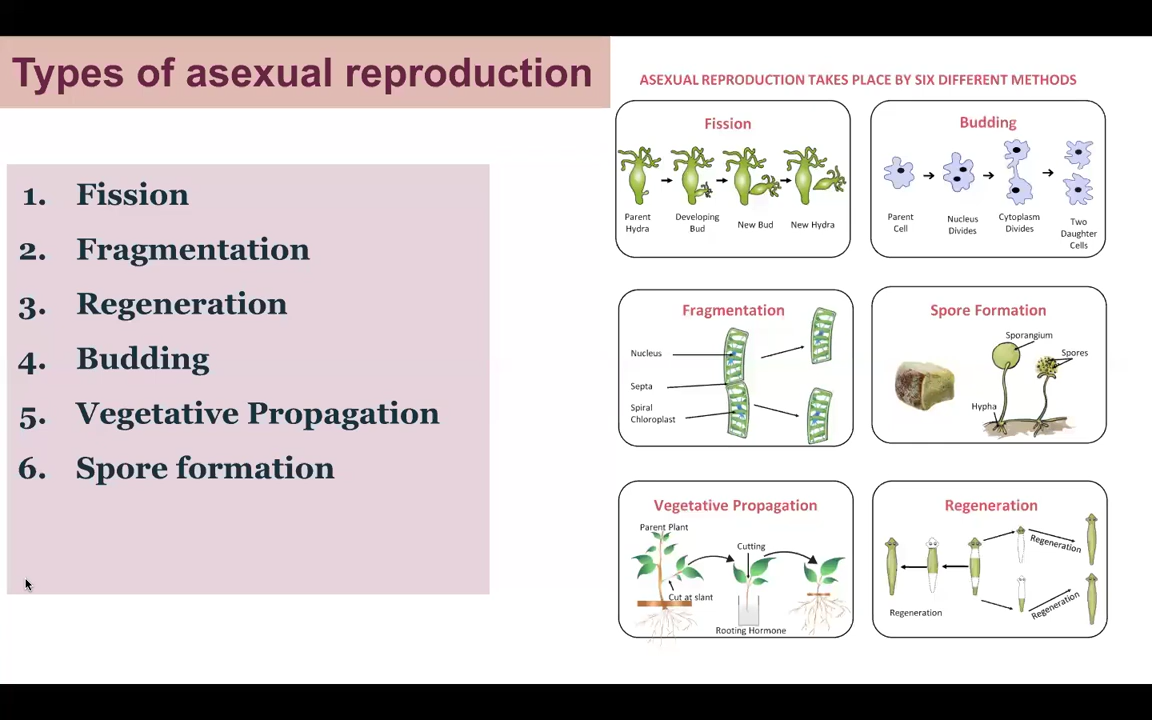 Types of asexual reproduction
1. Fission
2. Fragmentation
3. Regeneration
4. Budding
5. Vegetative Propagation
6. Spore formation
ASEXUAL REPRODUCTION TAKES PLACE BY SIX DIFFERENT METHODS
Fission
Parent
Hydra
Developing
Bud
New Bud
New Hydra
Budding
Parent
Cell
Nucleus
Divides
Cytoplasm
Divides
Two
Daughter
Cells
Fragmentation
Nucleus
Septa
Spiral
Chloroplast
Spore Formation
Sporangium
Spores
Hypha
Vegetative Propagation
Parent Plant
Cutting
Cut at slant
Rooting Hormone
Regeneration
Regeneration
Regeneration
Regeneration